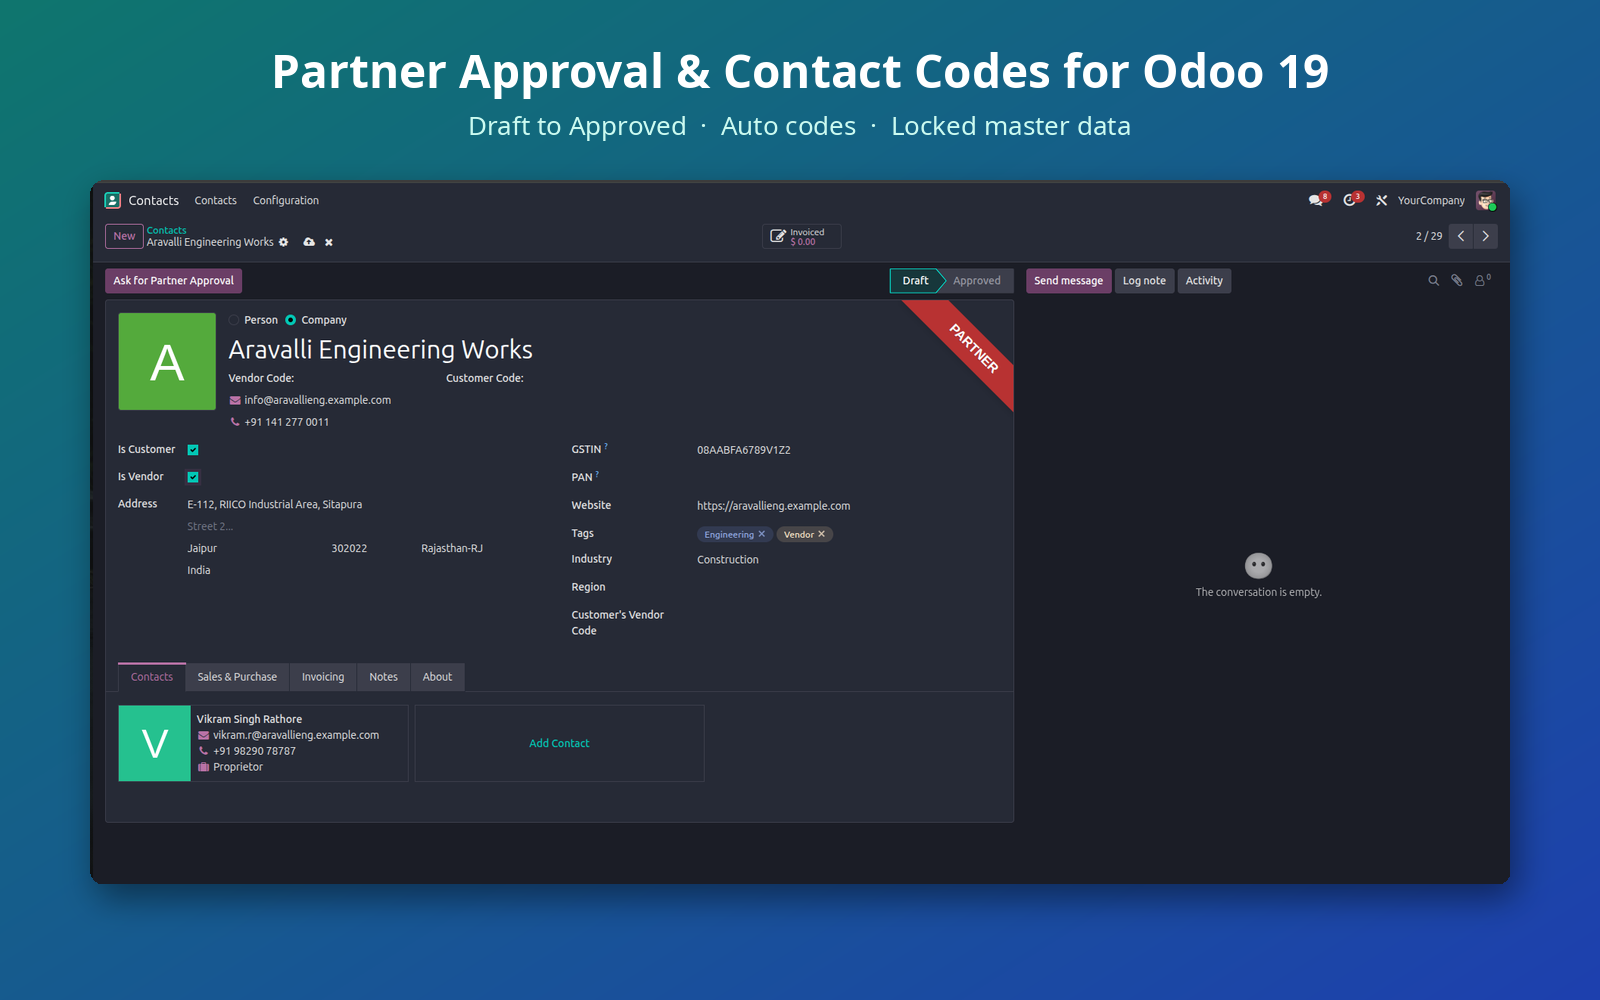 Partner Approval & Contact Codes for Odoo 19
Draft to Approved · Auto codes · Locked master data
Contacts Contacts Configuration 8 3 YourCompany
New Contacts
Aravalli Engineering Works
Invoiced
$ 0.00
2 / 29
Ask for Partner Approval Draft Approved Send message Log note Activity 0
A
Person Company
PARTNER
Aravalli Engineering Works
Vendor Code: Customer Code:
info@aravallieng.example.com
+91 141 277 0011
Is Customer
Is Vendor
Address E-112, RIICO Industrial Area, Sitapura
Street 2...
Jaipur 302022 Rajasthan-RJ
India
GSTIN ? 08AABFA6789V1Z2
PAN ?
Website https://aravallieng.example.com
Tags Engineering Vendor
Industry Construction
Region
Customer's Vendor
Code
The conversation is empty.
Contacts Sales & Purchase Invoicing Notes About
V
Vikram Singh Rathore
vikram.r@aravallieng.example.com
+91 98290 78787
Proprietor
Add Contact